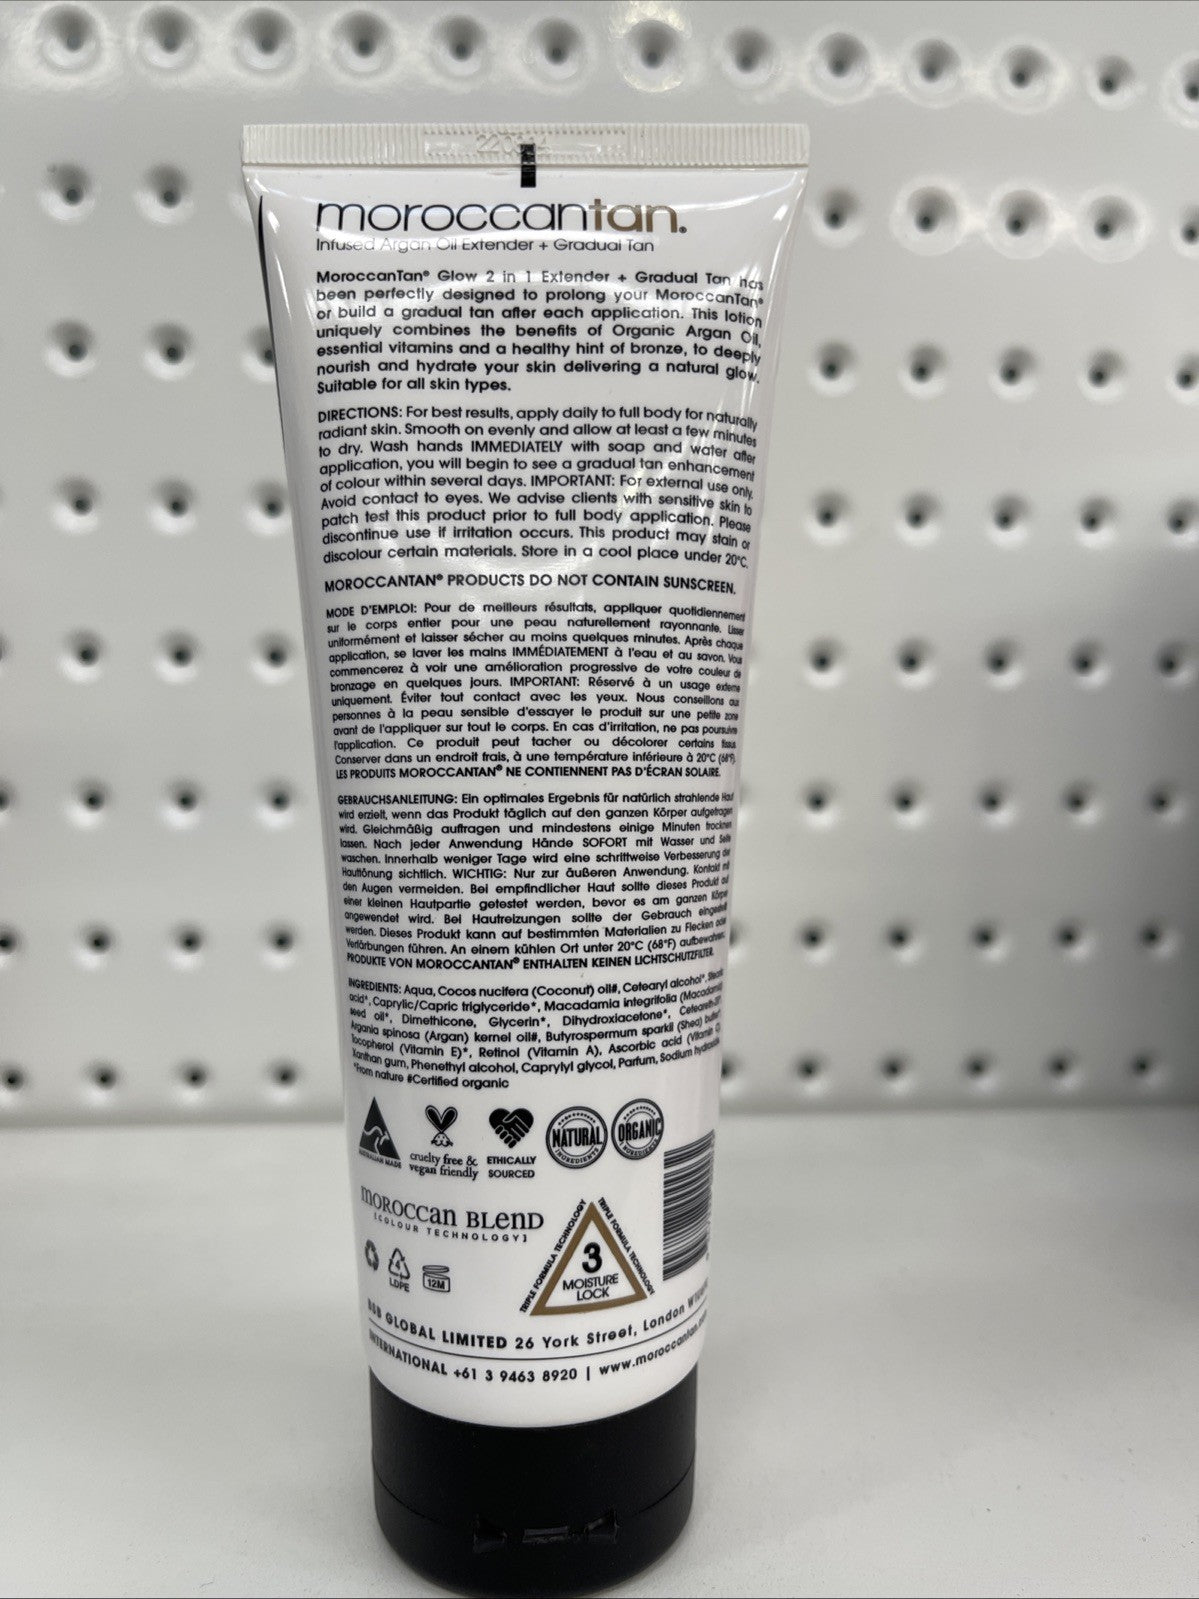 moroccantan.
Infused Argan Oil Extender + Gradual Tan
MoroccanTan® Glow 2 in 1 Extender + Gradual Tan has
been perfectly designed to prolong your MoroccanTan®
or build a gradual tan after each application. This lotion
uniquely combines the benefits of Organic Argan Oil,
essential vitamins and a healthy hint of bronze, to deeply
nourish and hydrate your skin delivering a natural glow.
Suitable for all skin types.
DIRECTIONS: For best results, apply daily to full body for naturally
radiant skin. Smooth on evenly and allow at least a few minutes
to dry. Wash hands IMMEDIATELY with soap and water after
application, you will begin to see a gradual tan enhancement
of colour within several days. IMPORTANT: For external use only.
Avoid contact to eyes. We advise clients with sensitive skin to
patch test this product prior to full body application. Please
discontinue use if irritation occurs. This product may stain or
discolour certain materials. Store in a cool place under 20°C.
MOROCCANTAN® PRODUCTS DO NOT CONTAIN SUNSCREEN.
MODE D'EMPLOI: Pour de meilleurs résultats, appliquer quotidiennement
sur le corps entier pour une peau naturellement rayonnante. Lisser
uniformément et laisser sécher au moins quelques minutes. Après chaque
application, se laver les mains IMMÉDIATEMENT à l'eau et au savon. Vous
commencerez à voir une amélioration progressive de votre couleur de
bronzage en quelques jours. IMPORTANT: Réservé à un usage externe
uniquement. Éviter tout contact avec les yeux. Nous conseillons aux
personnes à la peau sensible d'essayer le produit sur une petite zone
avant de l'appliquer sur tout le corps. En cas d'irritation, ne pas poursuivre
l'application. Ce produit peut tacher ou décolorer certains tissus
Conserver dans un endroit frais, à une température inférieure à 20°C (68°F).
LES PRODUITS MOROCCANTAN® NE CONTIENNENT PAS D'ÉCRAN SOLAIRE.
GEBRAUCHSANLEITUNG: Ein optimales Ergebnis für natürlich strahlende Haut
wird erzielt, wenn das Produkt täglich auf den ganzen Körper aufgetragen
wird. Gleichmäßig auftragen und mindestens einige Minuten trocknen
lassen. Nach jeder Anwendung Hände SOFORT mit Wasser und Seife
waschen. Innerhalb weniger Tage wird eine schrittweise Verbesserung der
Hauttönung sichtlich. WICHTIG: Nur zur äußeren Anwendung. Kontakt mit
den Augen vermeiden. Bei empfindlicher Haut sollte dieses Produkt auf
einer kleinen Hautpartie getestet werden, bevor es am ganzen Körper
angewendet wird. Bei Hautreizungen sollte der Gebrauch eingestellt
werden. Dieses Produkt kann auf bestimmten Materialien zu Flecken oder
Verfärbungen führen. An einem kühlen Ort unter 20°C (68°F) aufbewahren.
PRODUKTE VON MOROCCANTAN® ENTHALTEN KEINEN LICHTSCHUTZFILTER.
INGREDIENTS: Aqua, Cocos nucifera (Coconut) oil#, Cetearyl alcohol*, Stearic
acid*, Caprylic/Capric triglyceride*, Macadamia integrifolia (Macadamia)
seed oil*, Dimethicone, Glycerin*, Dihydroxiacetone*,
Argania spinosa (Argan) kernel oil#, Butyrospermum sparkii (Shea) butter*,
Tocopherol (Vitamin E)*, Retinol (Vitamin A), Ascorbic acid (Vitamin C),
Xanthan gum, Phenethyl alcohol, Caprylyl glycol, Parfum, Sodium hydroxide
*From nature #Certified organic
AUSTRALIAN MADE
cruelty free &
vegan friendly
ETHICALLY
SOURCED
NATURAL
INGREDIENTS
ORGANIC
INGREDIENTS
moroccan Blend
[COLOUR TECHNOLOGY]
4
LDPE
12M
TRIPLE FORMULA TECHNOLOGY
TRIPLE FORMULA TECHNOLOGY
TRIPLE FORMULA TECHNOLOGY
3
MOISTURE
LOCK
BSB GLOBAL LIMITED 26 York Street, London
INTERNATIONAL +61 3 9463 8920 | www.moroccantan.com